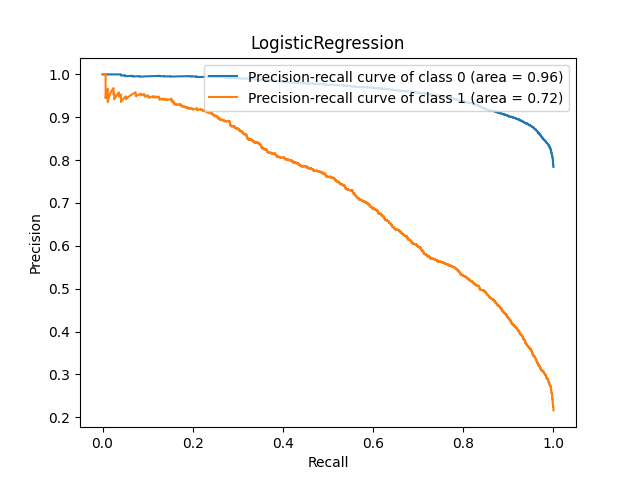 LogisticRegression
Precision-recall curve of class 0 (area = 0.96)
Precision-recall curve of class 1 (area = 0.72)
1.0
0.9
0.8
0.7
0.6
0.5
0.4
0.3
0.2
Precision
0.0 0.2 0.4 0.6 0.8 1.0
Recall